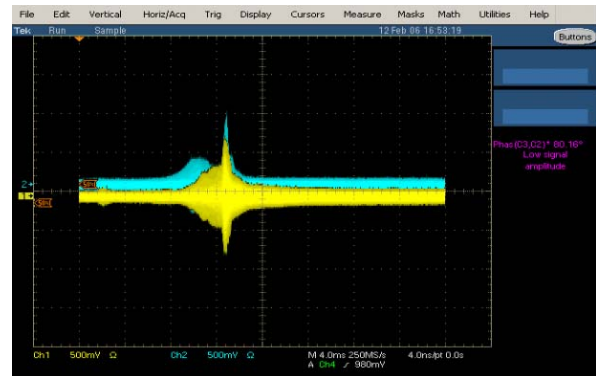 File Edit Vertical Horiz/Acq Trig Display Cursors Measure Masks Math Utilities Help
Tek Run Sample 12 Feb 06 16:53:19 Buttons
Phas(C3,C2)* 00.16°
Low signal
amplitude
2
Ch1 500mV Ω Ch2 500mV Ω M 4.0ms 250MS/s 4.0ns/pt 0.0s
A Ch4 / 980mV